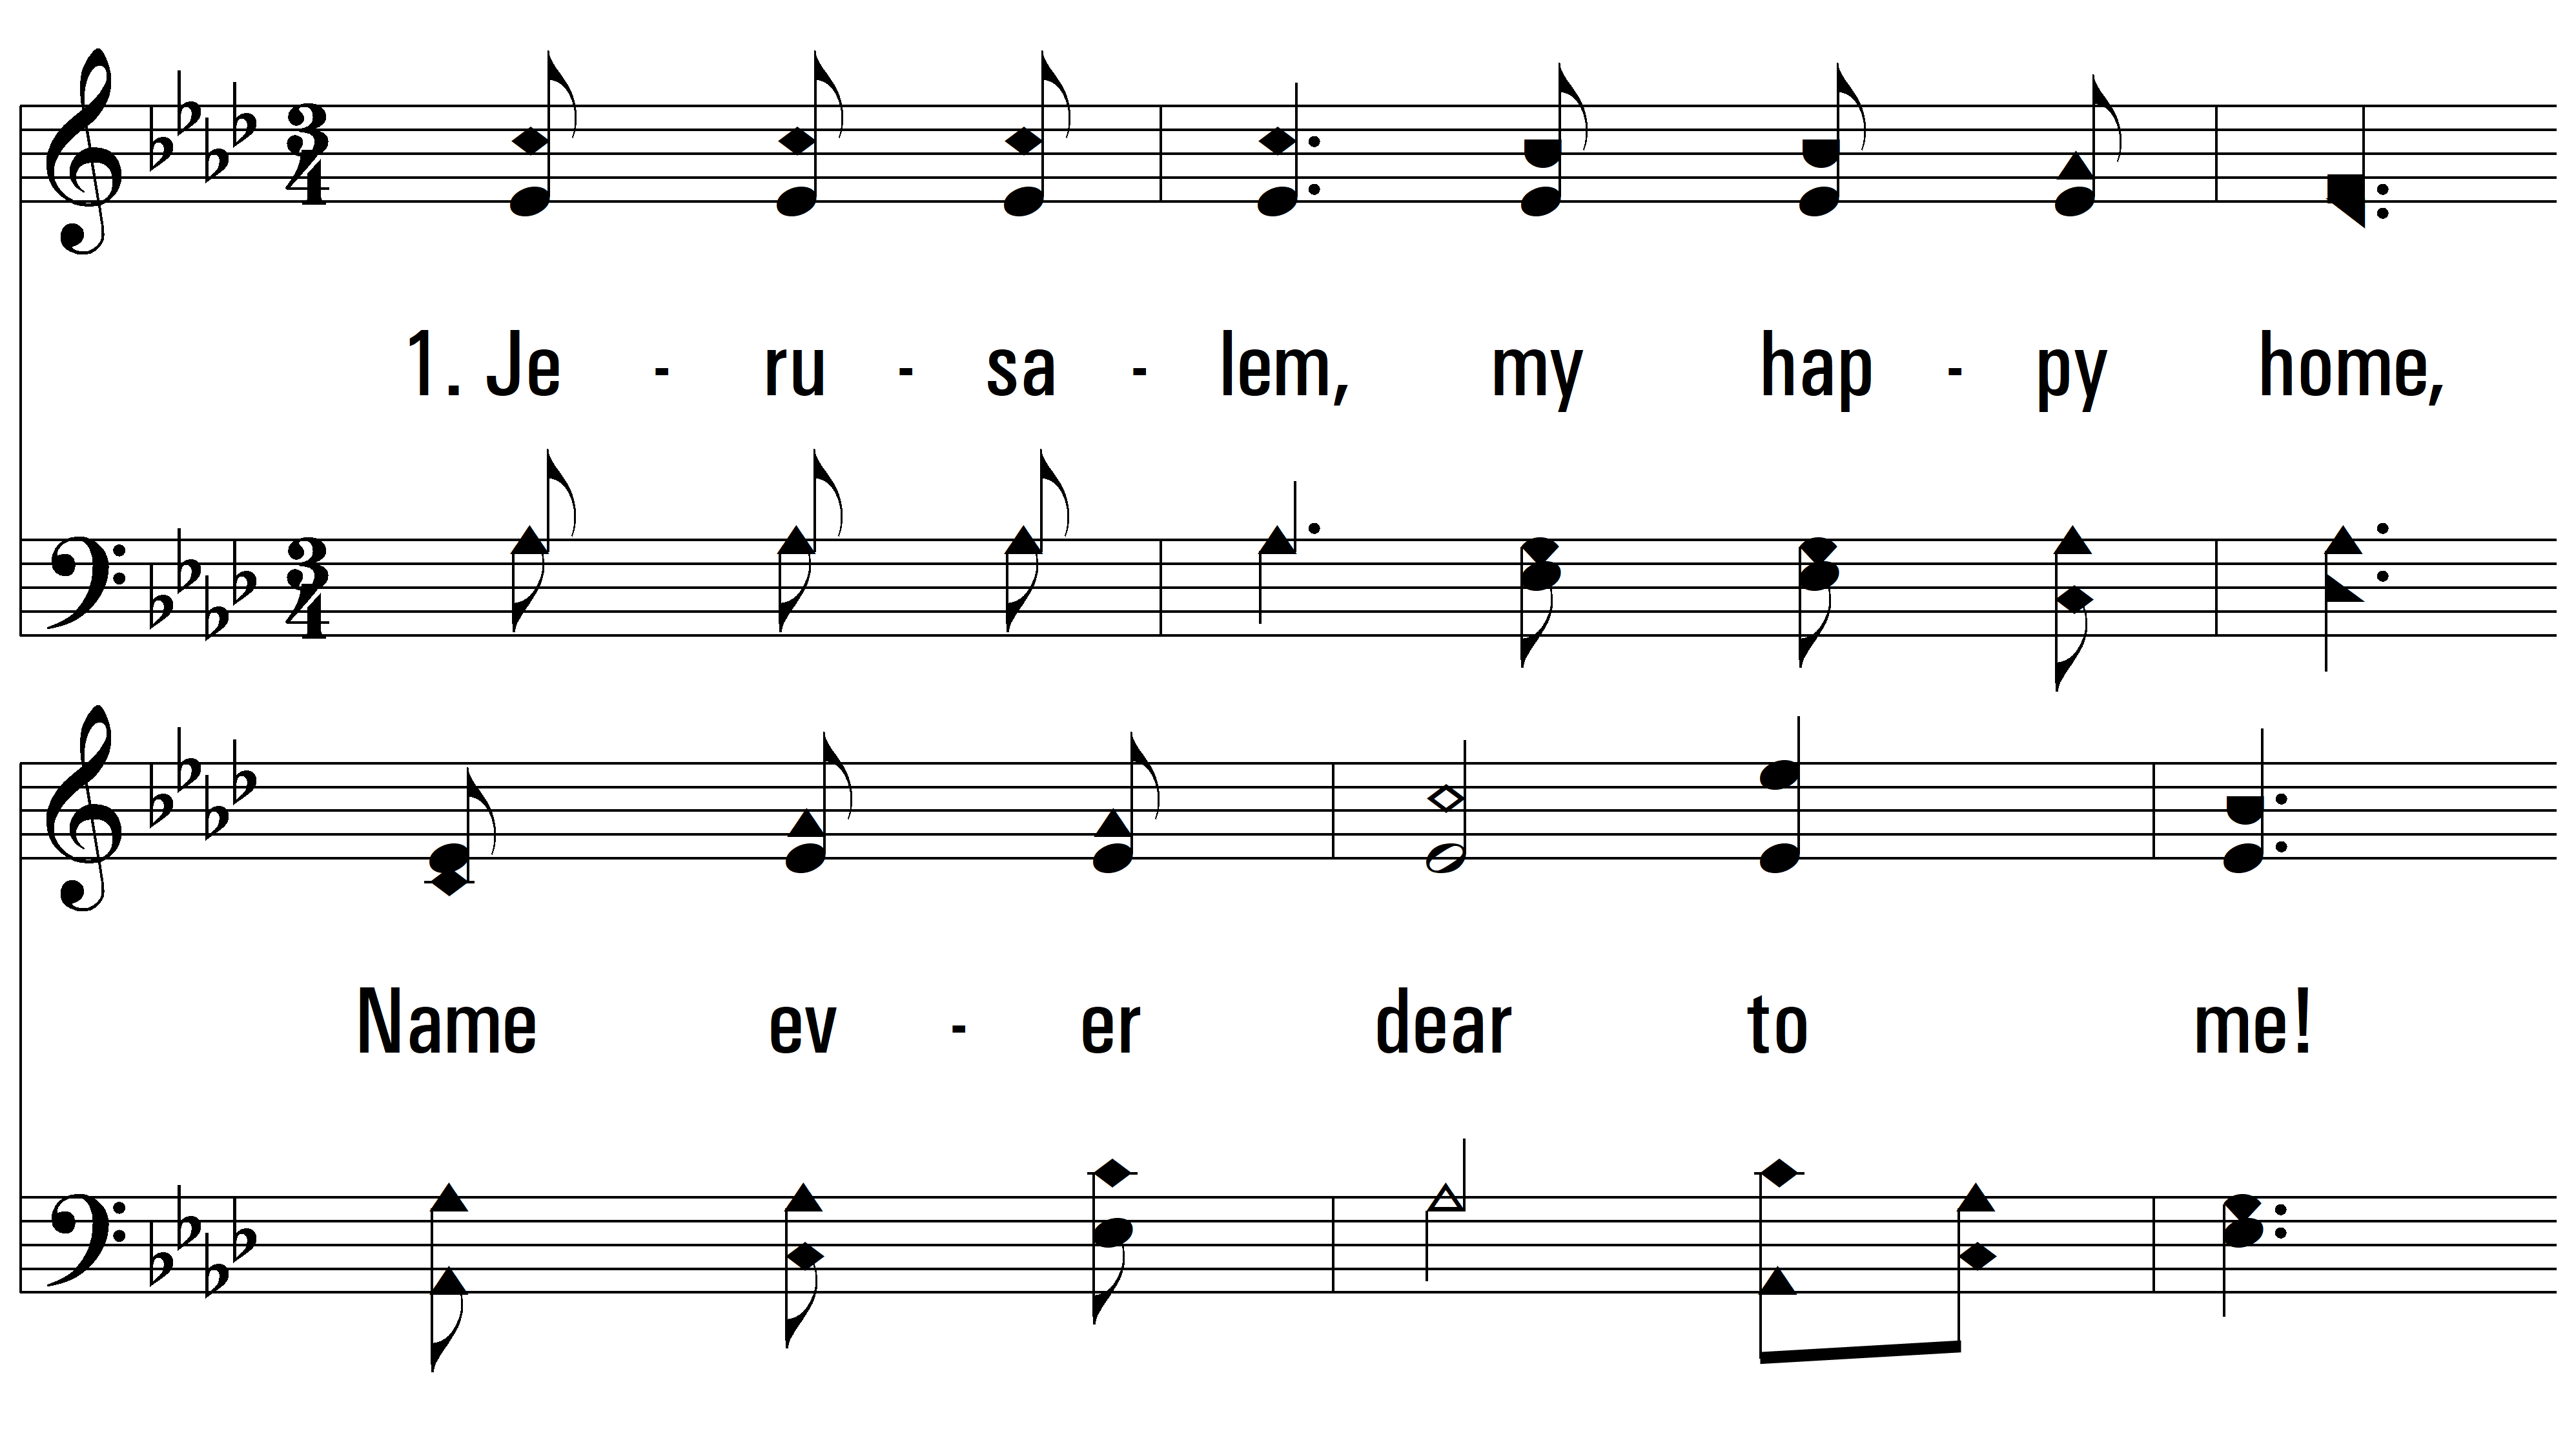 1. Je - ru - sa - lem, my hap - py home,
Name ev - er dear to me!